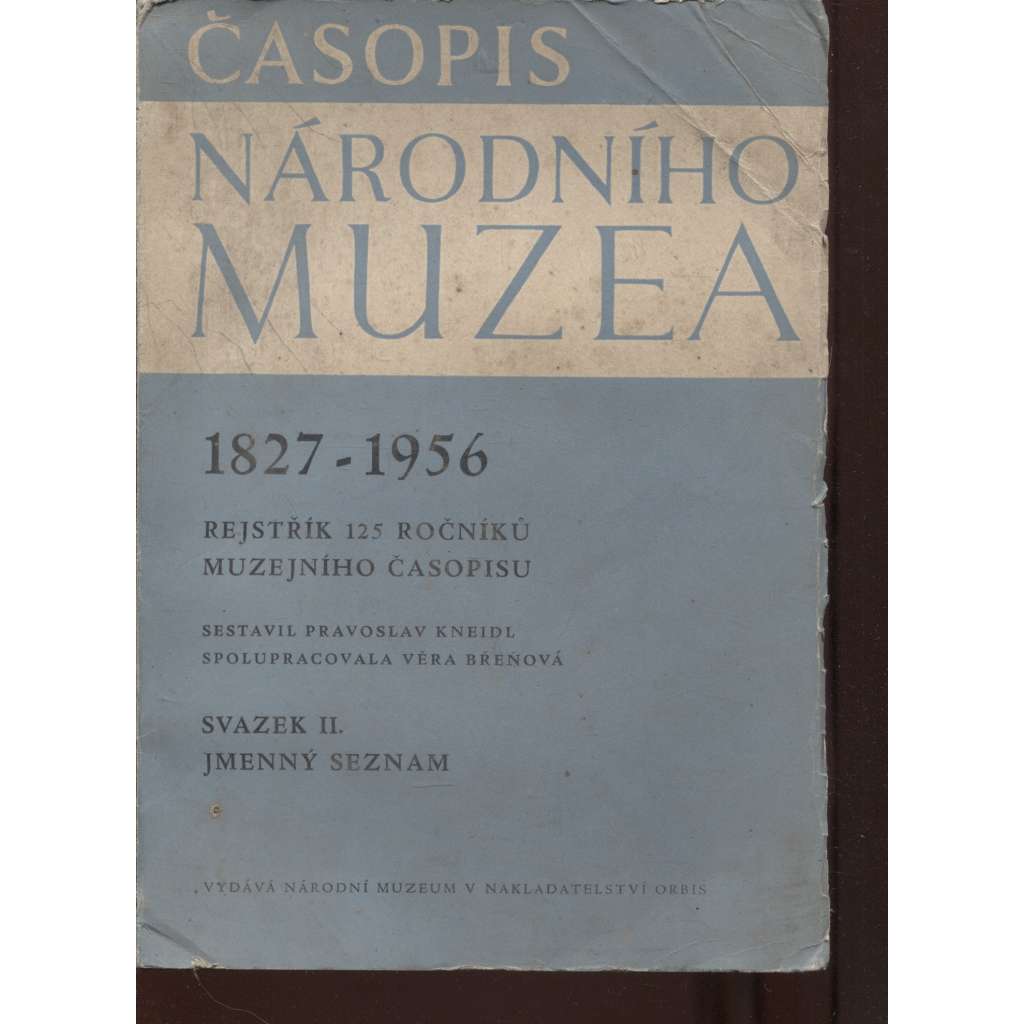 ČASOPIS
NÁRODNÍHO
MUZEA
1827-1956
REJSTŘÍK 125 ROČNÍKŮ
MUZEJNÍHO ČASOPISU
SESTAVIL PRAVOSLAV KNEIDL
SPOLUPRACOVALA VĚRA BŘEŇOVÁ
SVAZEK II.
JMENNÝ SEZNAM
VYDÁVÁ NÁRODNÍ MUZEUM V NAKLADATELSTVÍ ORBIS